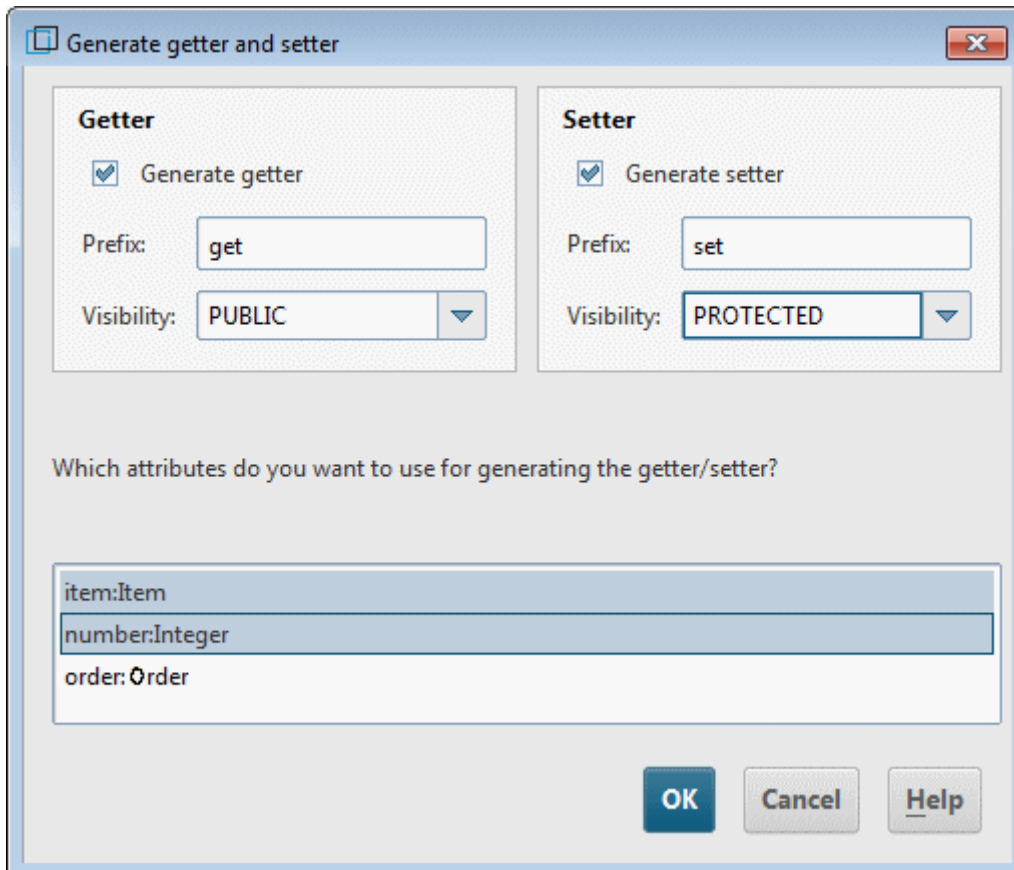 Generate getter and setter
Getter
Generate getter
Prefix: get
Visibility: PUBLIC
Setter
Generate setter
Prefix: set
Visibility: PROTECTED
Which attributes do you want to use for generating the getter/setter?
item:Item
number:Integer
order:Order
OK Cancel Help